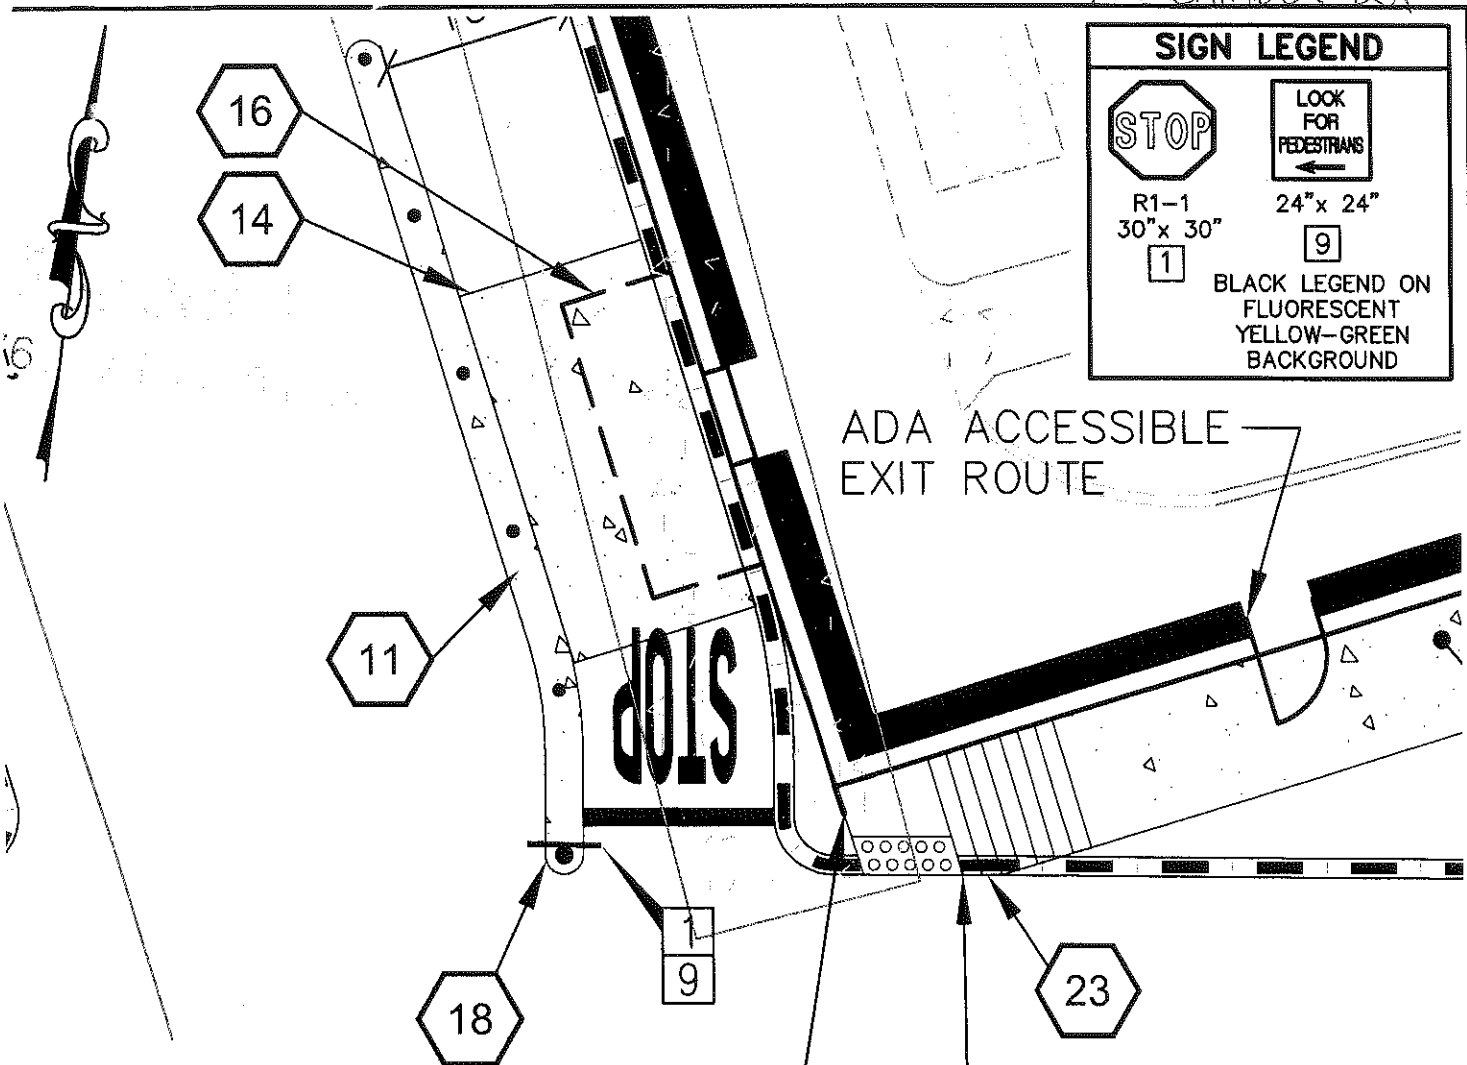 SIGN LEGEND
STOP
LOOK
FOR
PEDESTRIANS
R1-1
30"x 30"
1
24"x 24"
9
BLACK LEGEND ON
FLUORESCENT
YELLOW-GREEN
BACKGROUND
16
14
ADA ACCESSIBLE
EXIT ROUTE
11
STOP
1
9
18
23